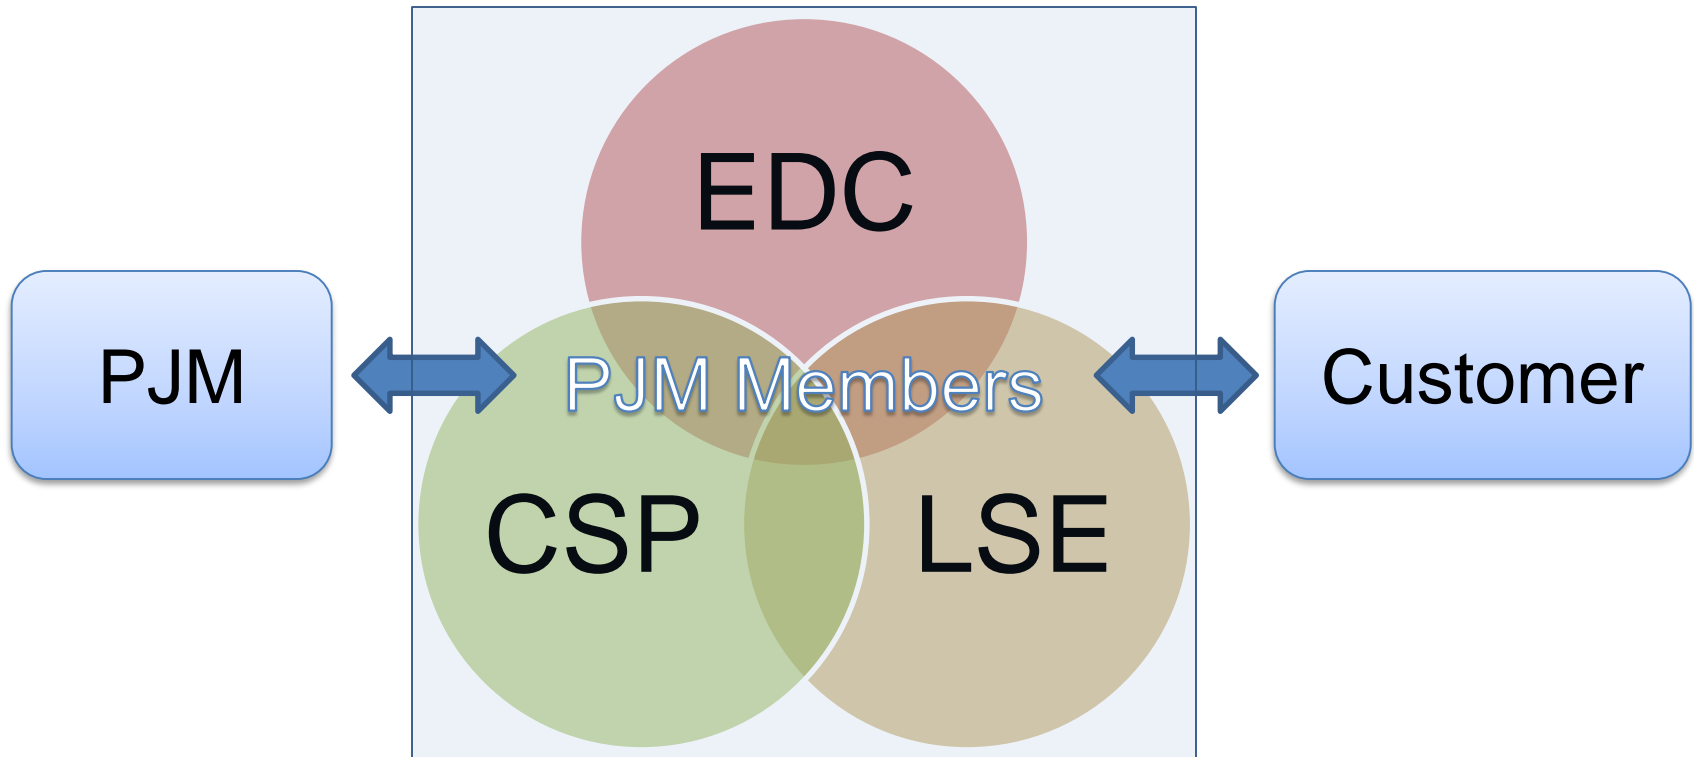 EDC
PJM
PJM Members
Customer
CSP
LSE